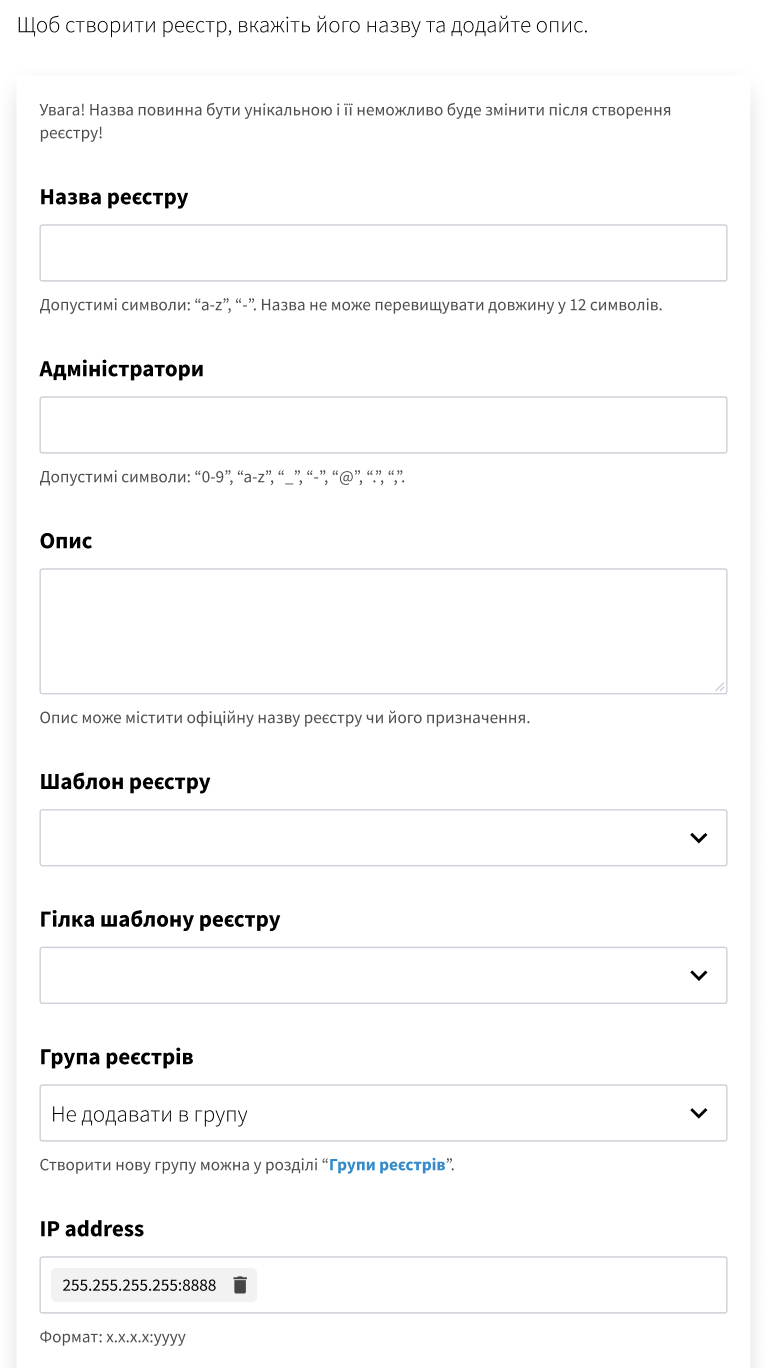 Щоб створити реєстр, вкажіть його назву та додайте опис.
Увага! Назва повинна бути унікальною і її неможливо буде змінити після створення
реєстру!
Назва реєстру
Допустимі символи: “a-z”, “-”. Назва не може перевищувати довжину у 12 символів.
Адміністратори
Допустимі символи: “0-9”, “a-z”, “_”, “-”, “@”, “.”, “,”.
Опис
Опис може містити офіційну назву реєстру чи його призначення.
Шаблон реєстру
Гілка шаблону реєстру
Група реєстрів
Не додавати в групу
Створити нову групу можна у розділі “Групи реєстрів”.
IP address
255.255.255.255:8888
Формат: x.x.x.x:yyyy